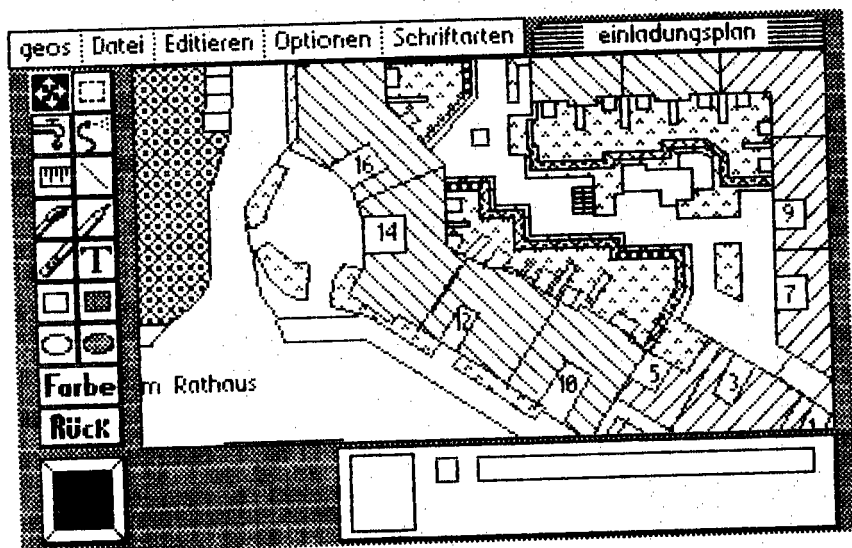 geos Datei Editieren Optionen Schriftarten einladungsplan
16
14
9
7
12
10
5
3
T
Farbe m Rathaus
Rück